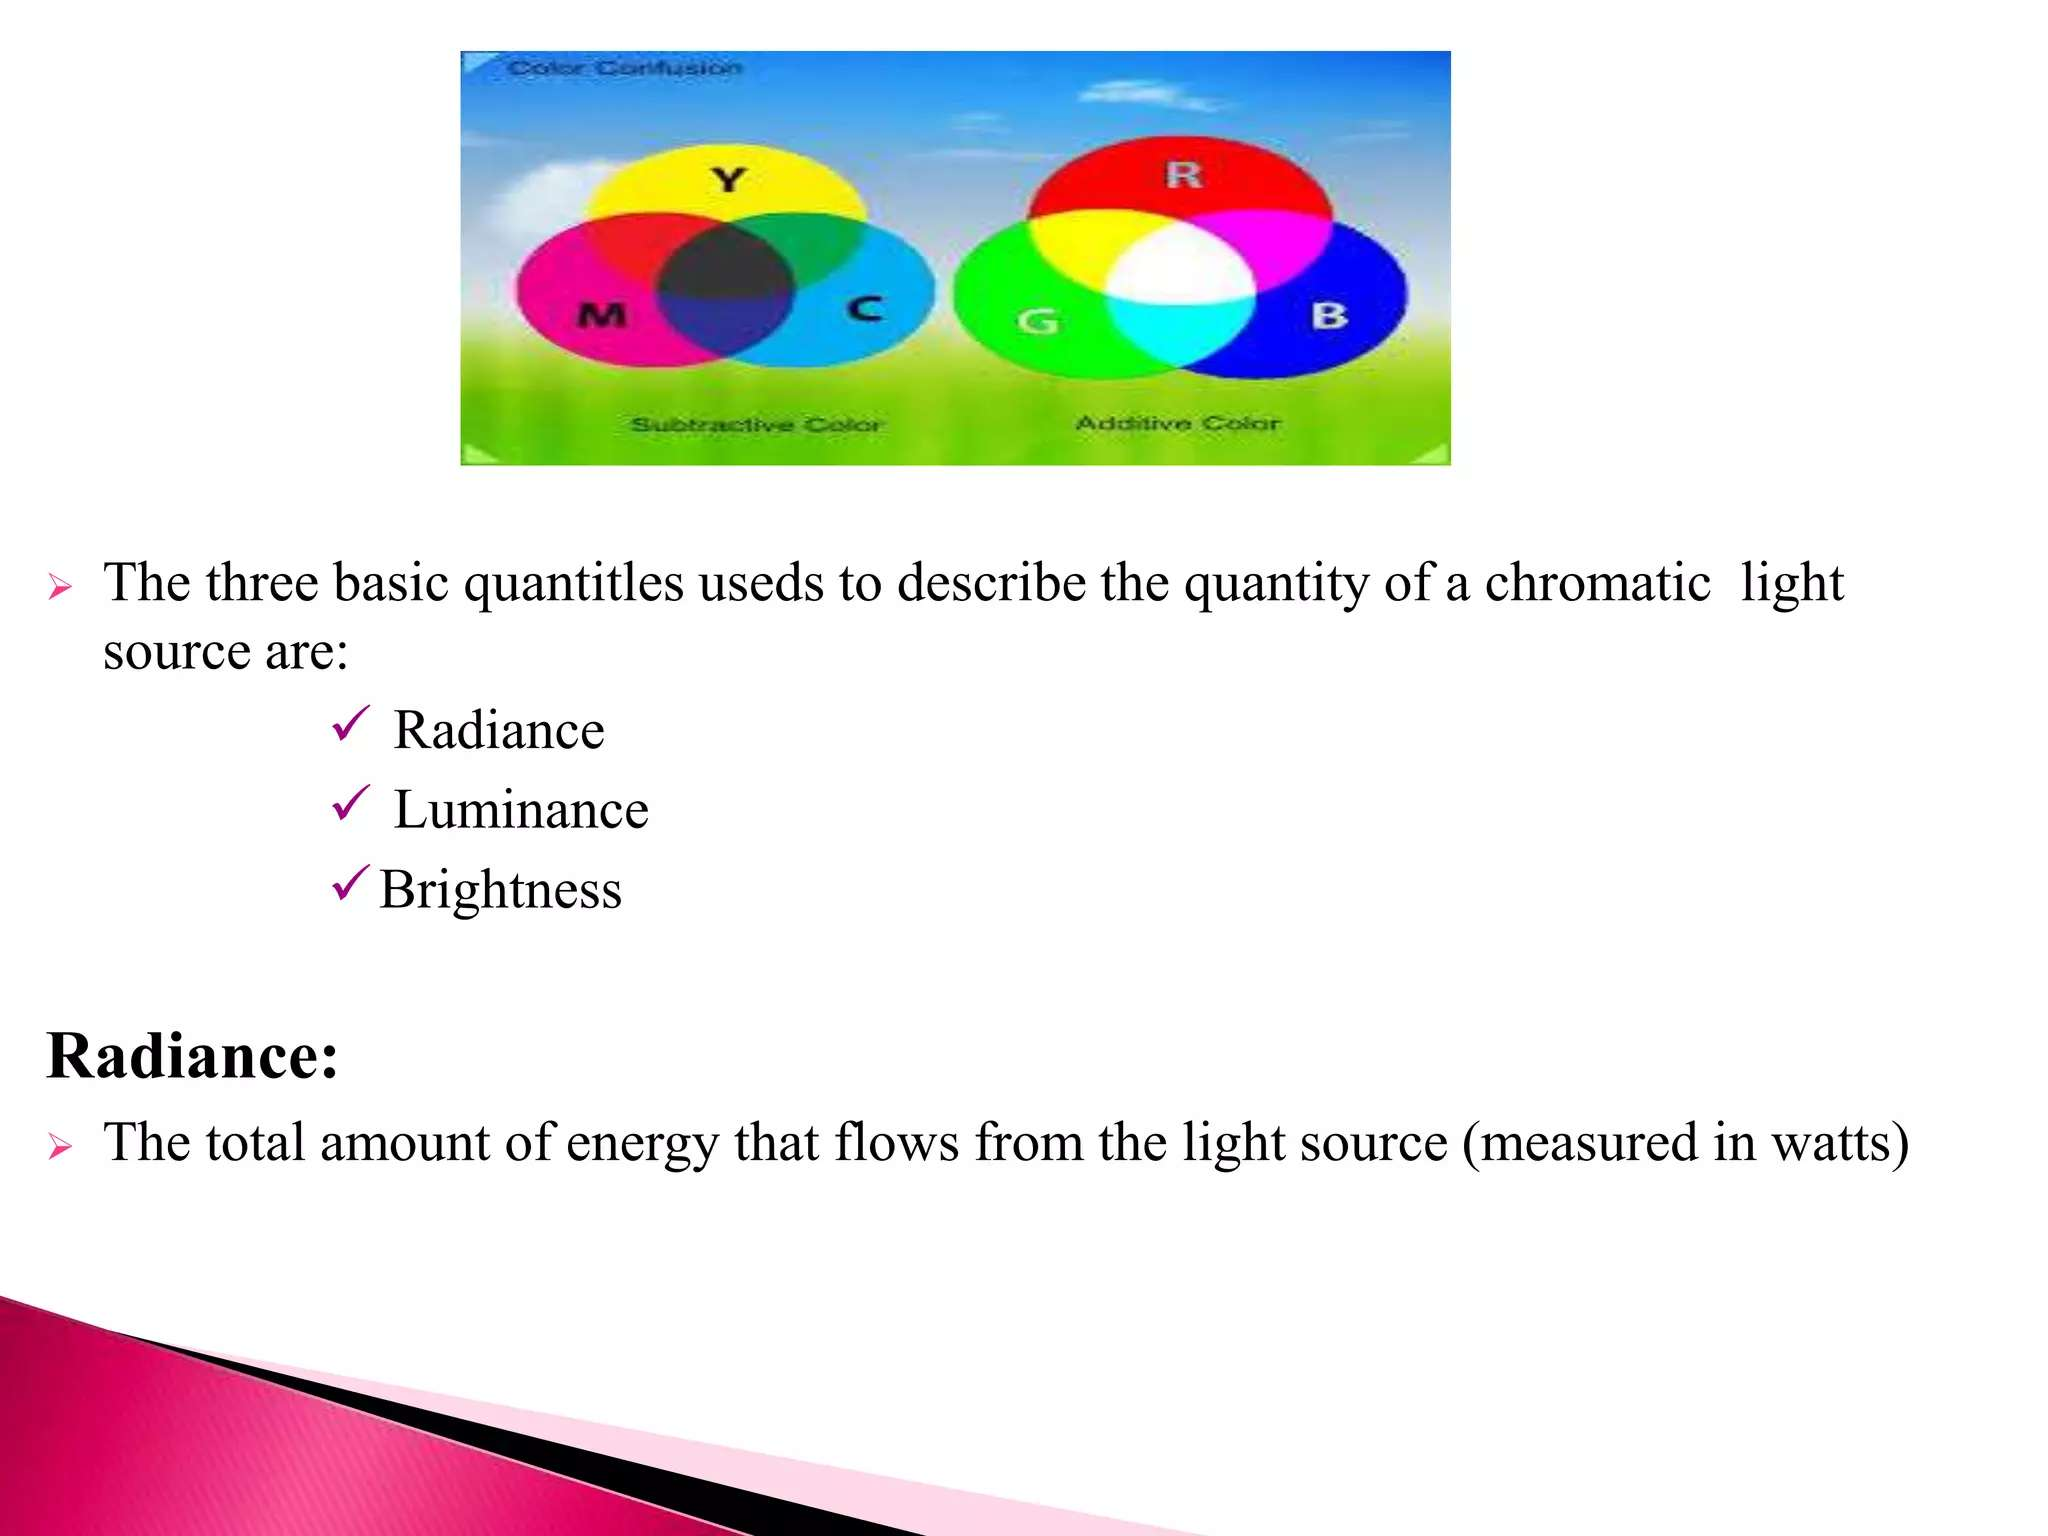 Color Confusion
Y
R
M
C
G
B
Subtractive Color
Additive Color
The three basic quantitles useds to describe the quantity of a chromatic light
source are:
Radiance
Luminance
Brightness
Radiance:
The total amount of energy that flows from the light source (measured in watts)